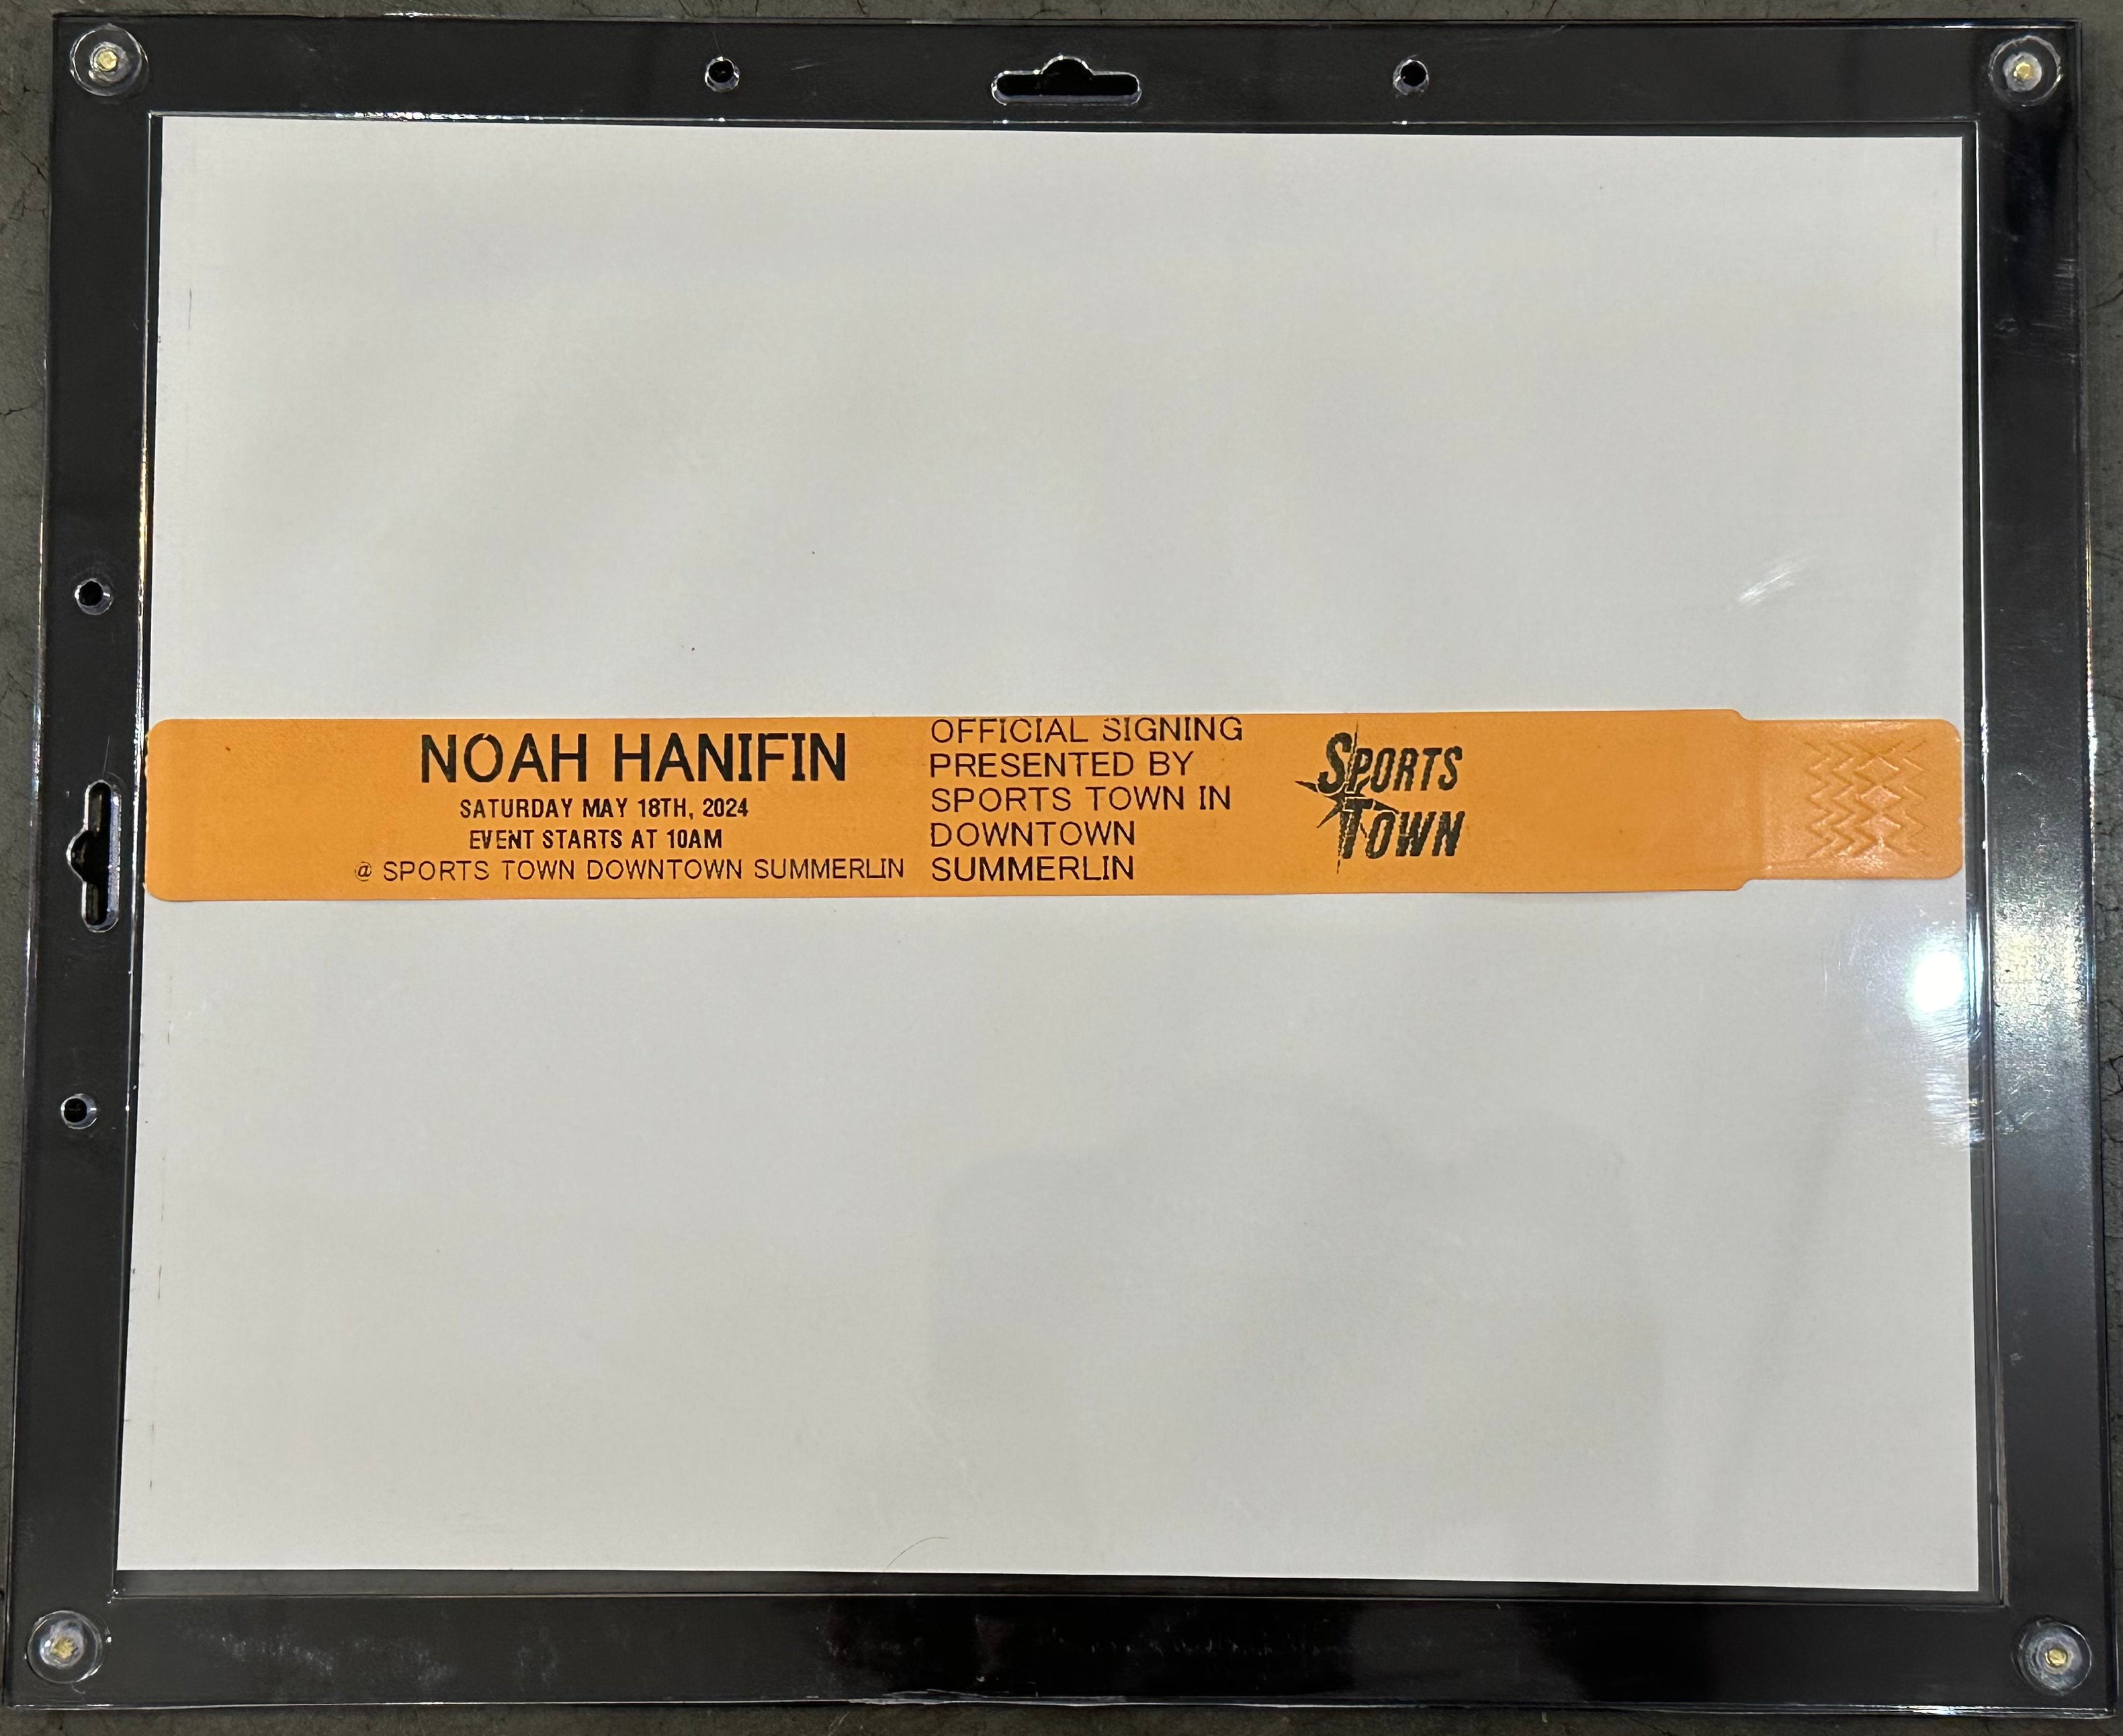 NOAH HANIFIN
SATURDAY MAY 18TH, 2024
EVENT STARTS AT 10AM
@ SPORTS TOWN DOWNTOWN SUMMERLIN
OFFICIAL SIGNING
PRESENTED BY
SPORTS TOWN IN
DOWNTOWN
SUMMERLIN
SPORTS
TOWN